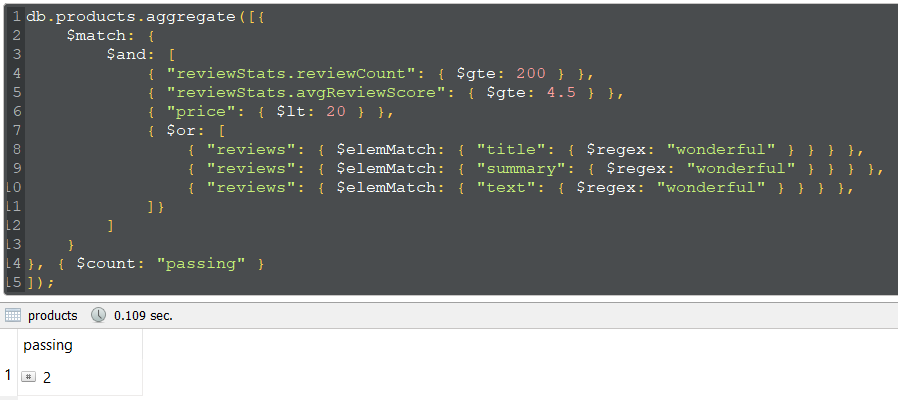 1 db.products.aggregate([{
2 $match: {
3 $and: [
4 { "reviewStats.reviewCount": { $gte: 200 } },
5 { "reviewStats.avgReviewScore": { $gte: 4.5 } },
6 { "price": { $lt: 20 } },
7 { $or: [
8 { "reviews": { $elemMatch: { "title": { $regex: "wonderful" } } } },
9 { "reviews": { $elemMatch: { "summary": { $regex: "wonderful" } } } },
10 { "reviews": { $elemMatch: { "text": { $regex: "wonderful" } } } },
11 ]}
12 ]
13 }
14 }, { $count: "passing" }
15 ]);
products 0.109 sec.
passing
1 # 2